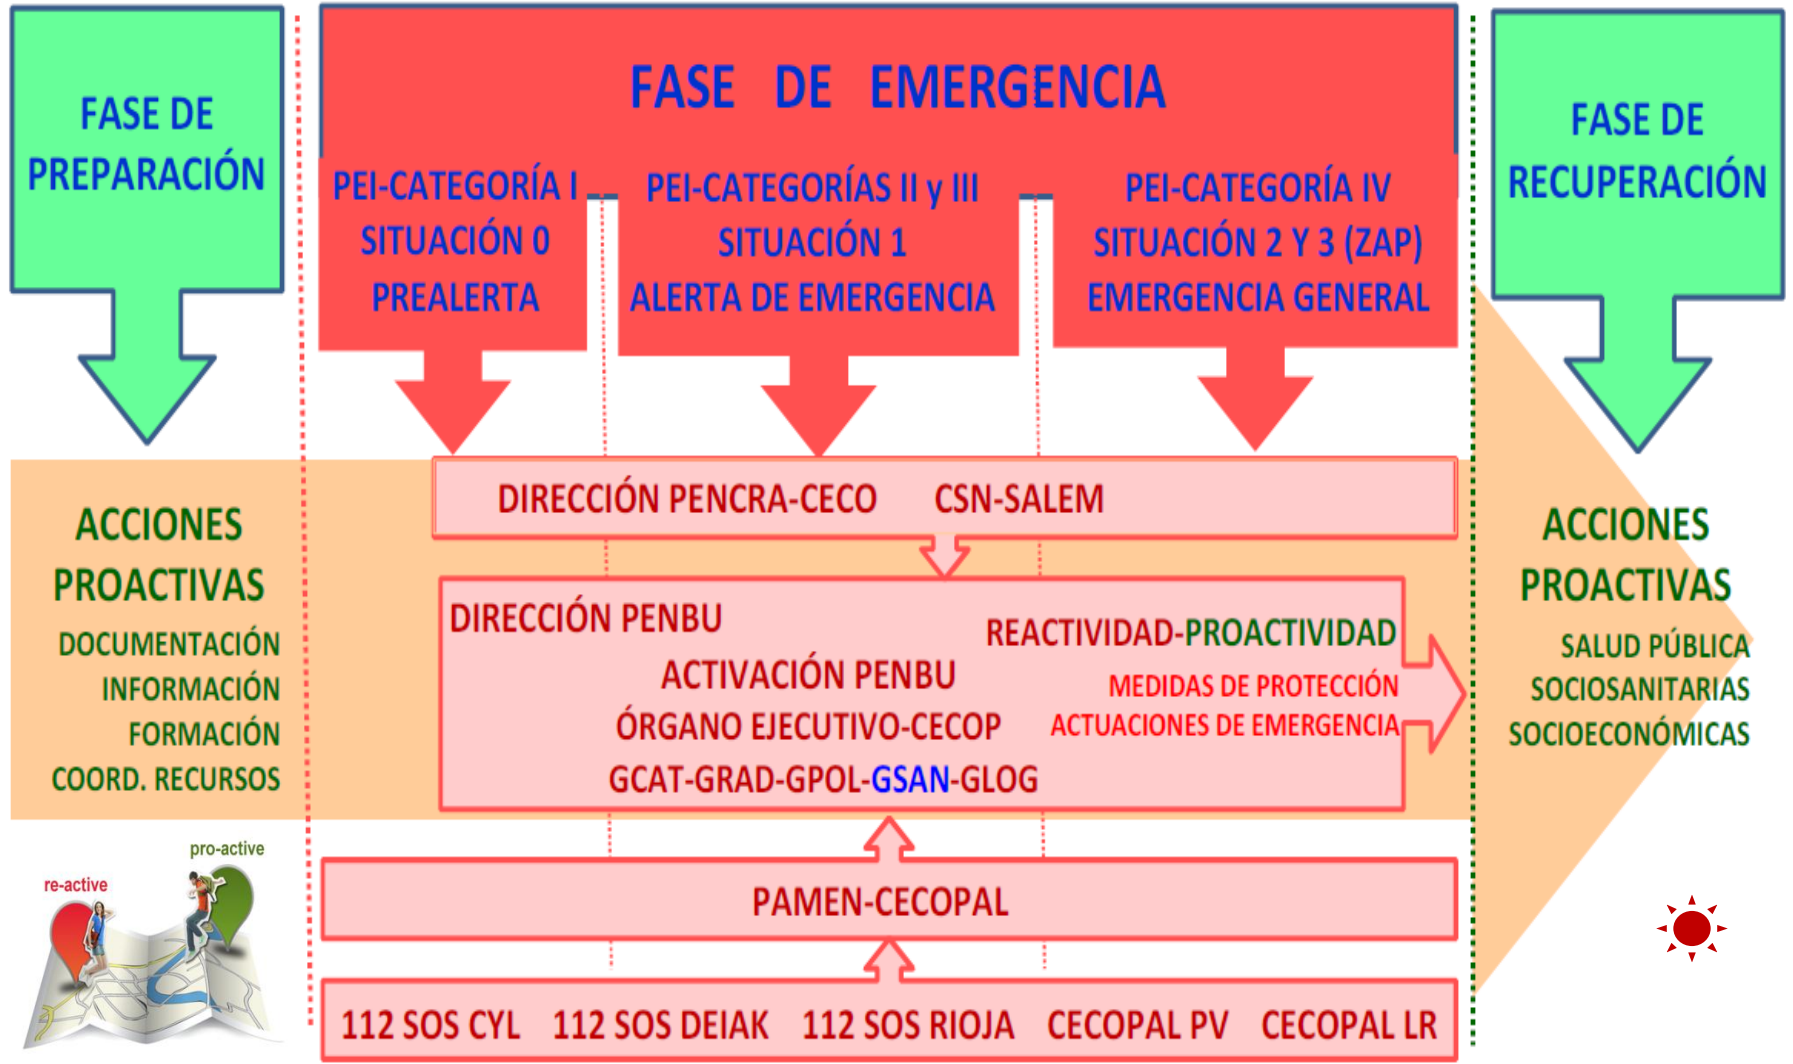 FASE DE
PREPARACIÓN
FASE DE EMERGENCIA
PEI-CATEGORÍA I
SITUACIÓN 0
PREALERTA
PEI-CATEGORÍAS II y III
SITUACIÓN 1
ALERTA DE EMERGENCIA
PEI-CATEGORÍA IV
SITUACIÓN 2 Y 3 (ZAP)
EMERGENCIA GENERAL
FASE DE
RECUPERACIÓN
ACCIONES
PROACTIVAS
DOCUMENTACIÓN
INFORMACIÓN
FORMACIÓN
COORD. RECURSOS
DIRECCIÓN PENCRA-CECO CSN-SALEM
DIRECCIÓN PENBU
ACTIVACIÓN PENBU
ÓRGANO EJECUTIVO-CECOP
GCAT-GRAD-GPOL-GSAN-GLOG
REACTIVIDAD-PROACTIVIDAD
MEDIDAS DE PROTECCIÓN
ACTUACIONES DE EMERGENCIA
ACCIONES
PROACTIVAS
SALUD PÚBLICA
SOCIOSANITARIAS
SOCIOECONÓMICAS
pro-active
re-active
PAMEN-CECOPAL
112 SOS CYL 112 SOS DEIAK 112 SOS RIOJA CECOPAL PV CECOPAL LR